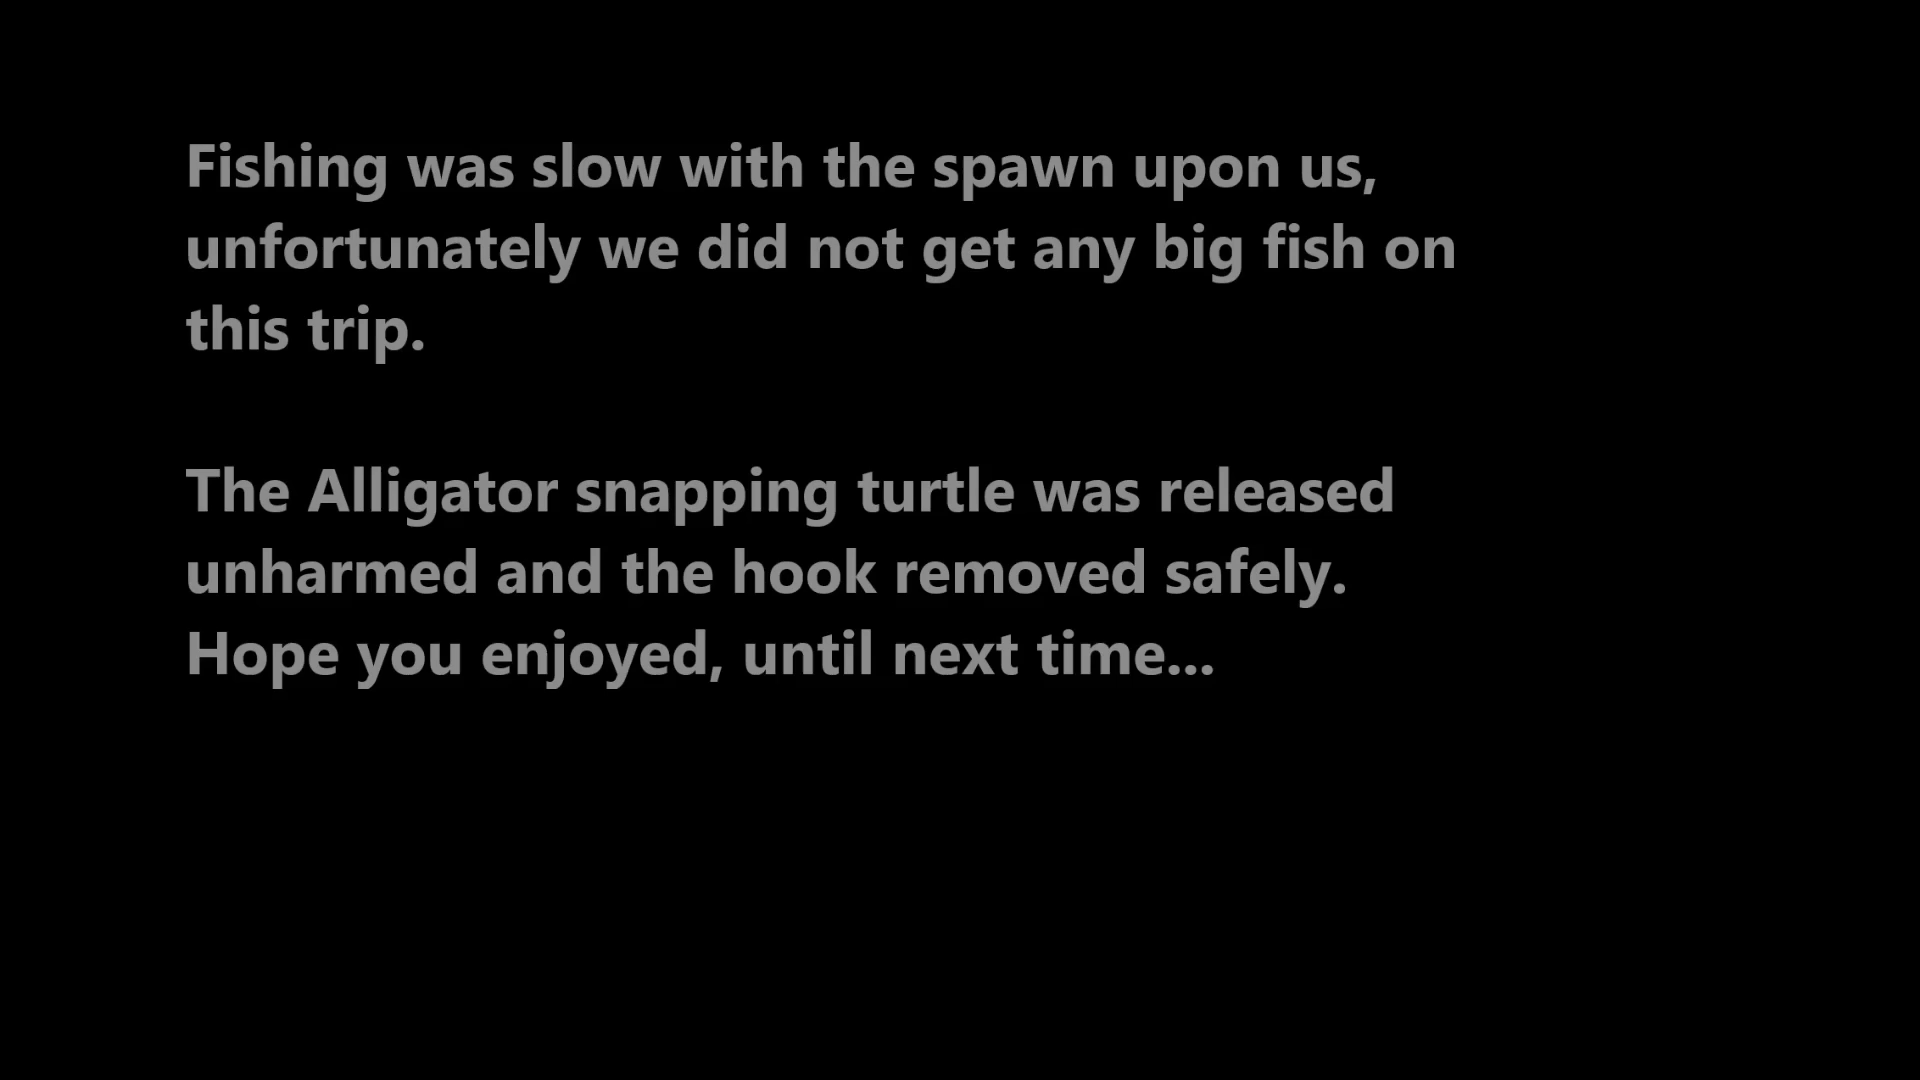 Fishing was slow with the spawn upon us,
unfortunately we did not get any big fish on
this trip.
The Alligator snapping turtle was released
unharmed and the hook removed safely.
Hope you enjoyed, until next time...